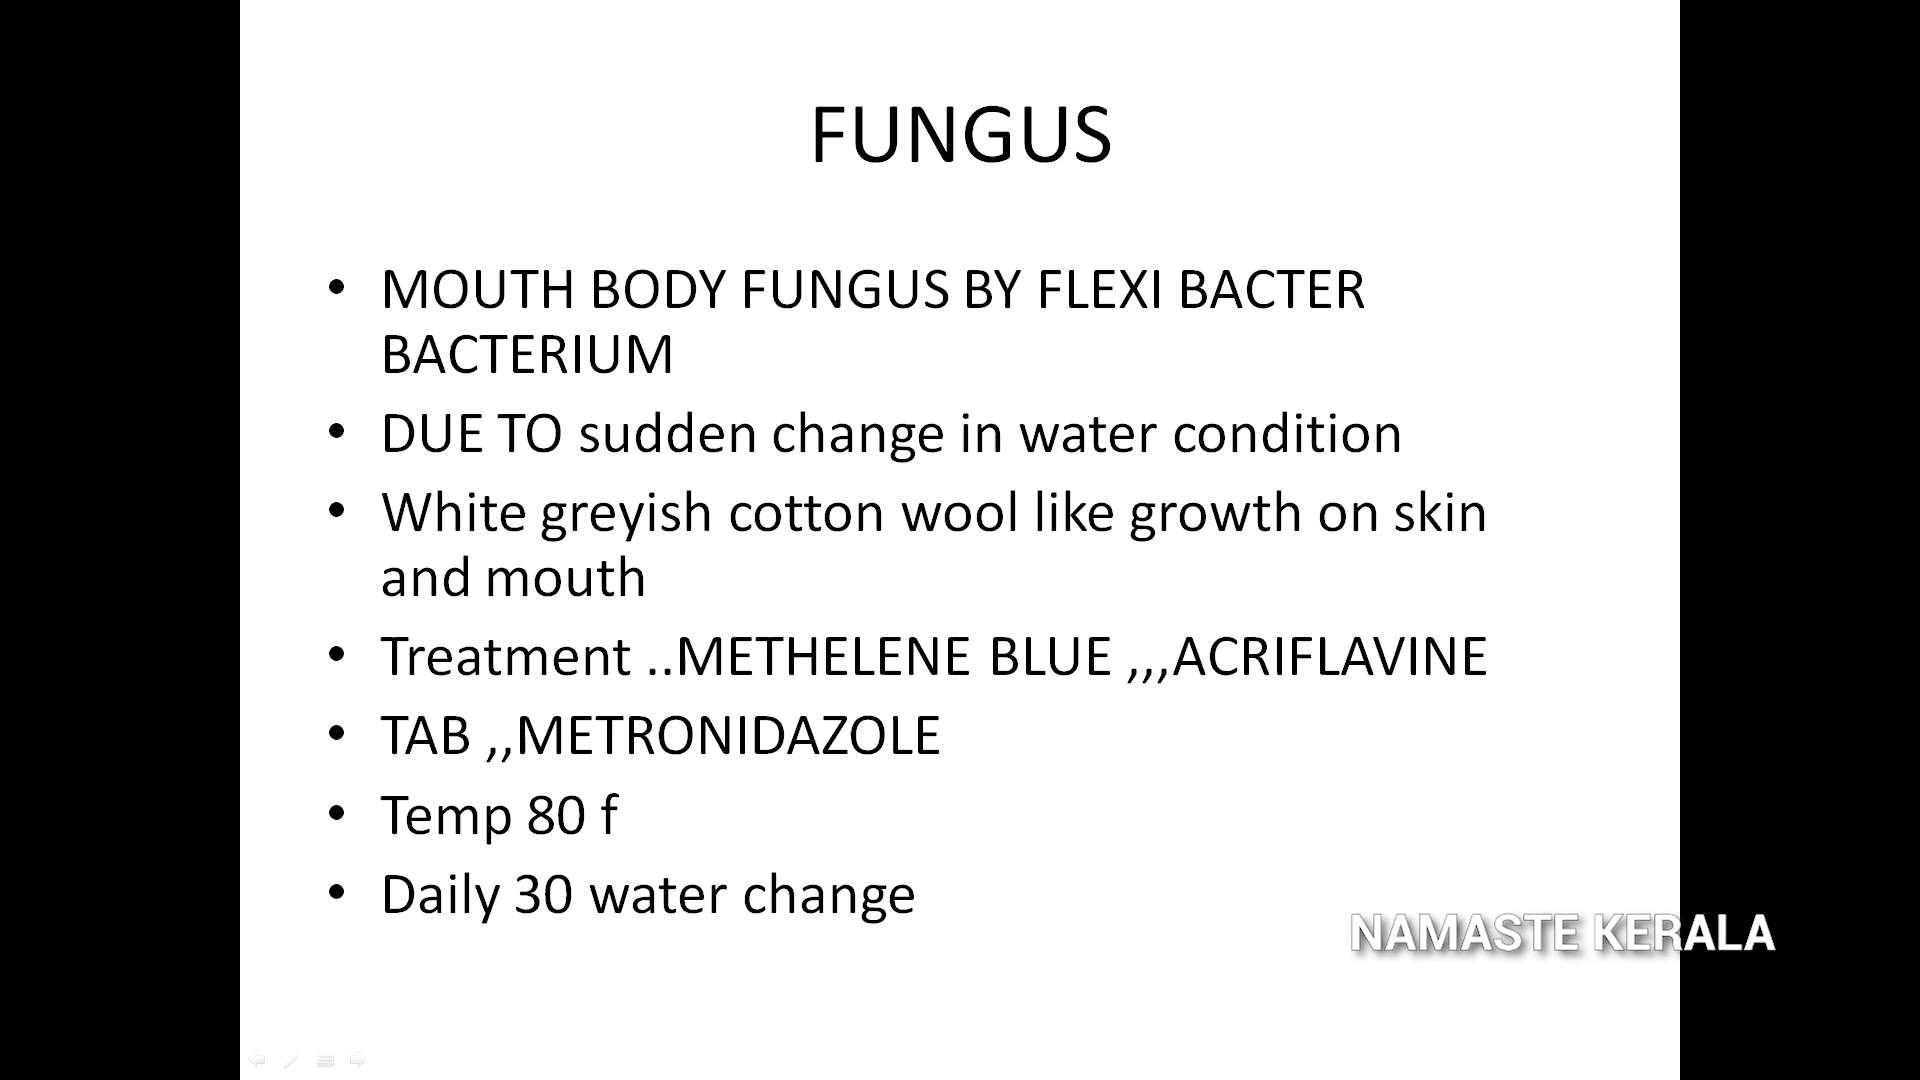 FUNGUS
• MOUTH BODY FUNGUS BY FLEXI BACTER
BACTERIUM
• DUE TO sudden change in water condition
• White greyish cotton wool like growth on skin
and mouth
• Treatment ..METHELENE BLUE ,,,ACRIFLAVINE
• TAB ,,METRONIDAZOLE
• Temp 80 f
• Daily 30 water change
NAMASTE KERALA